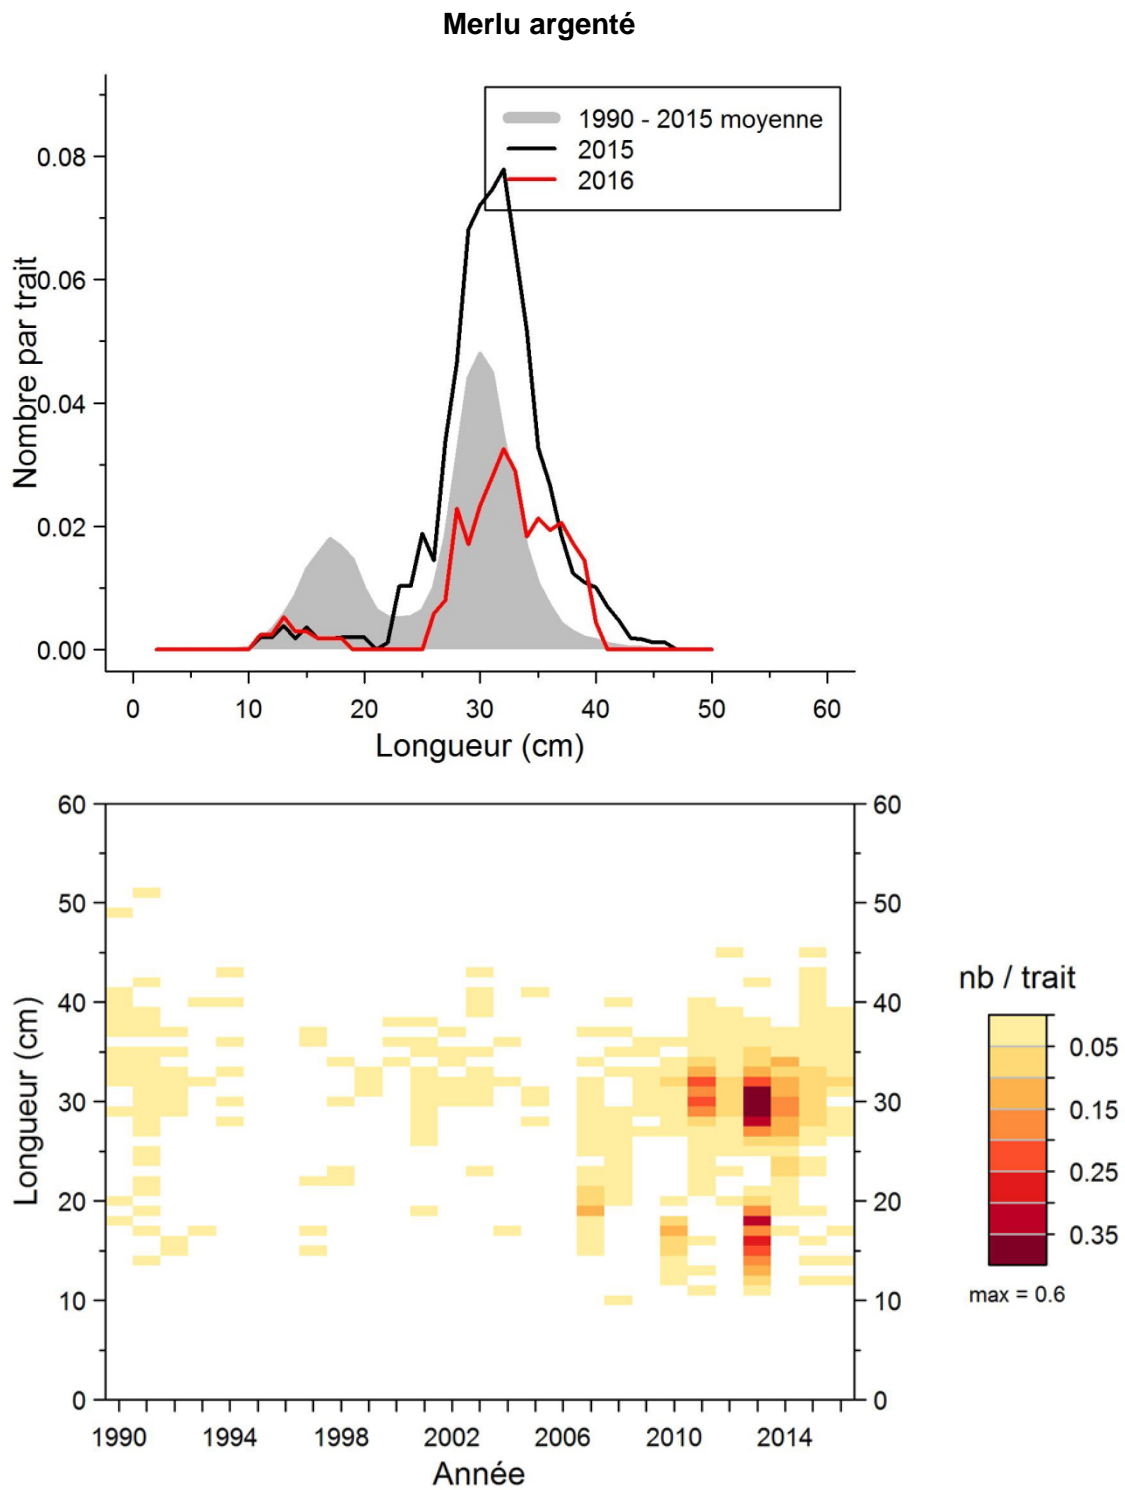 Merlu argenté
1990 - 2015 moyenne
2015
2016
0.08
0.06
0.04
0.02
0.00
Nombre par trait
0 10 20 30 40 50 60
Longueur (cm)
60 60
50 50
40 40
30 30
20 20
10 10
0 0
Longueur (cm)
1990 1994 1998 2002 2006 2010 2014
Année
nb / trait
0.05
0.15
0.25
0.35
max = 0.6